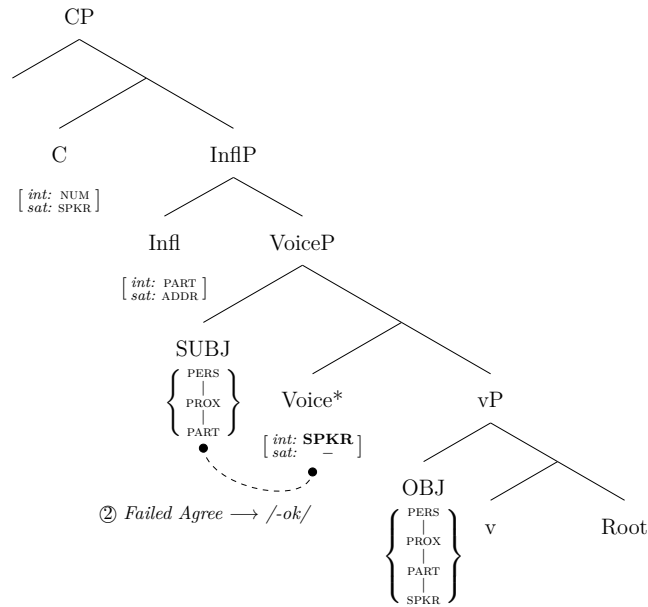 CP
C
InflP
[ int: NUM
sat: SPKR ]
Infl
VoiceP
[ int: PART
sat: ADDR ]
SUBJ
PERS
PROX
PART
Voice*
vP
[ int: SPKR
sat: – ]
② Failed Agree ⟶ /-ok/
OBJ
PERS
PROX
PART
SPKR
v
Root